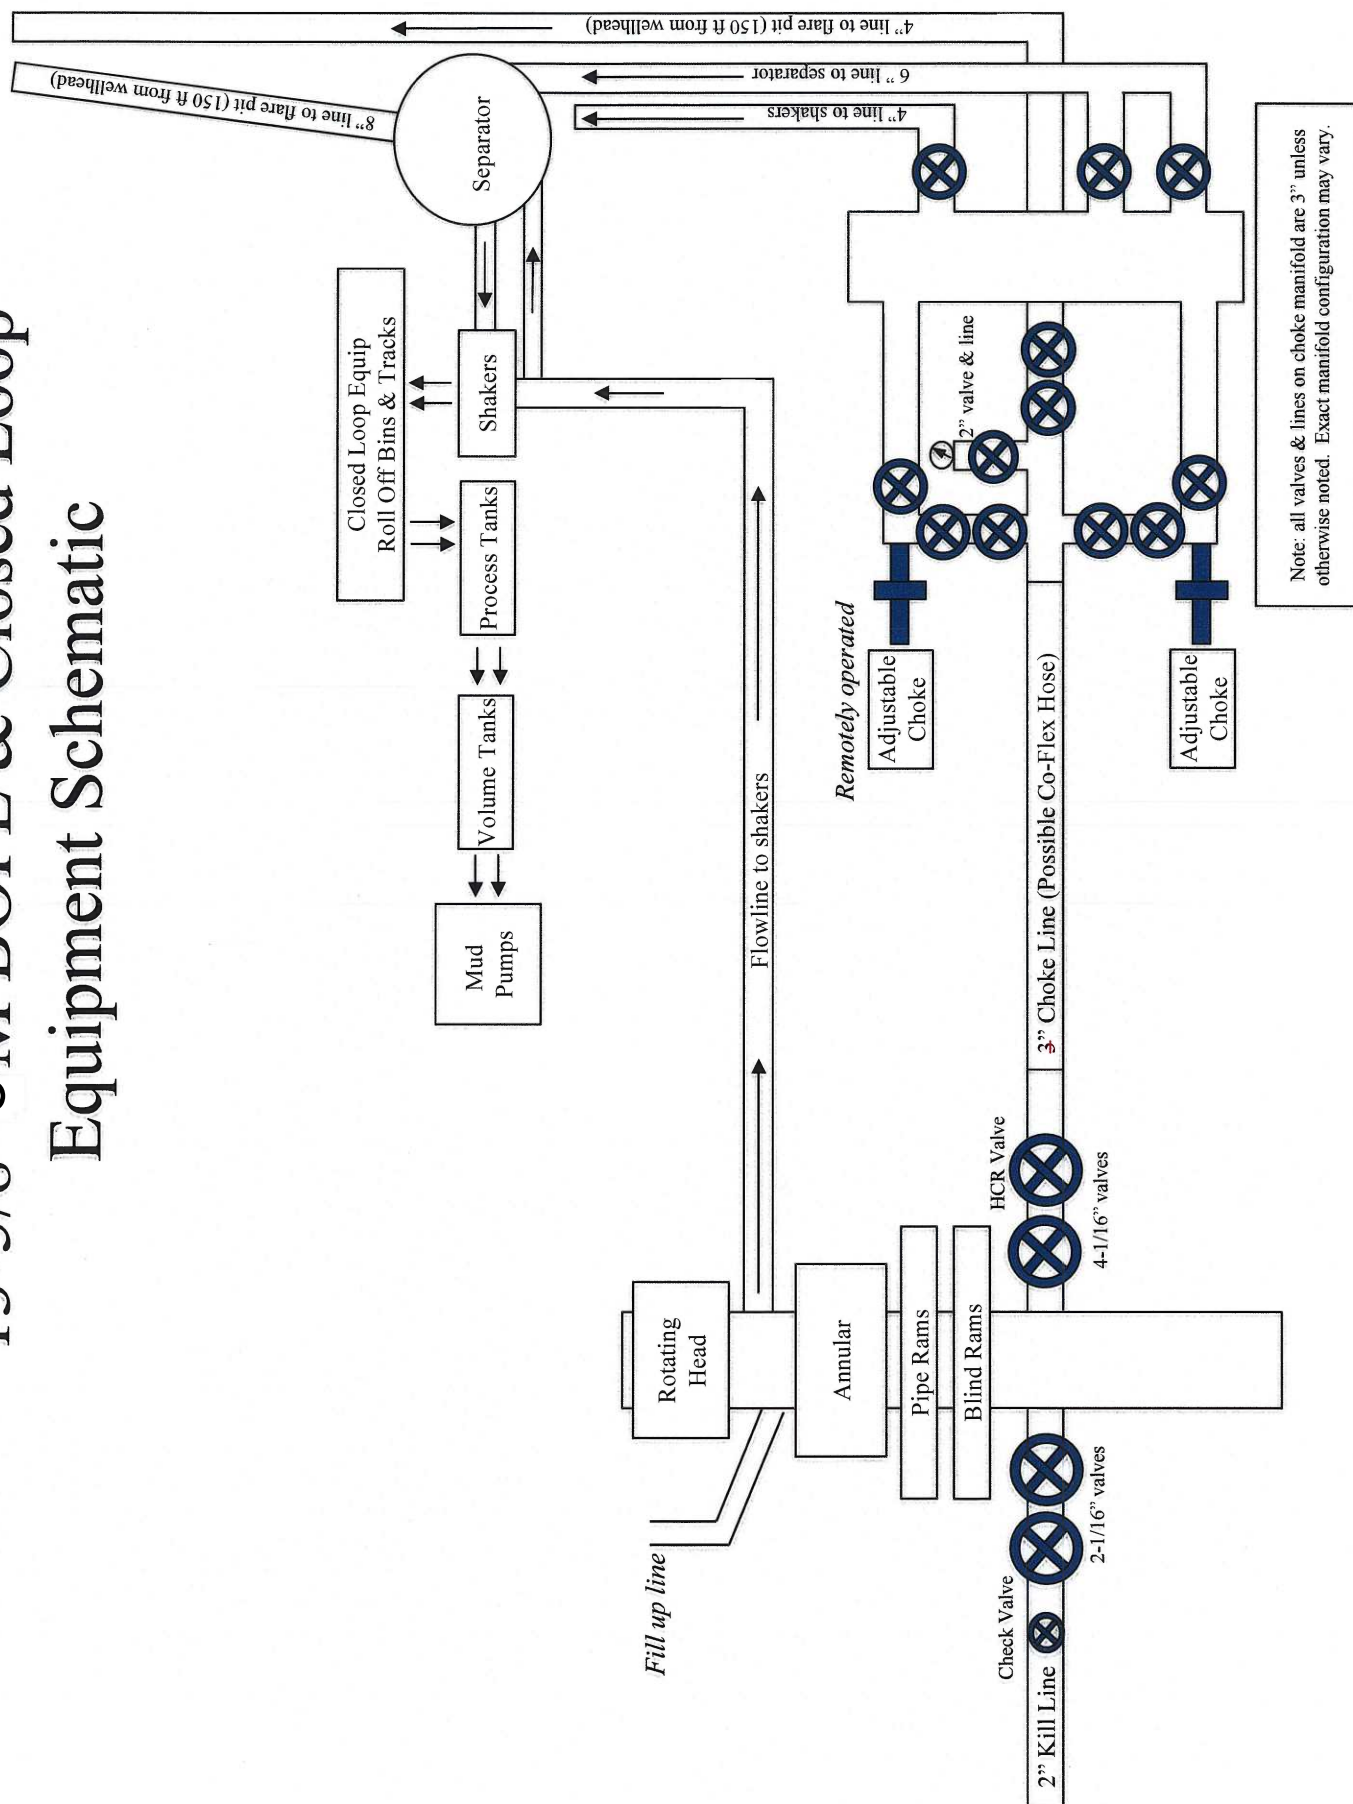 & Closed Loop
Equipment Schematic
4” line to flare pit (150 ft from wellhead)
8” line to flare pit (150 ft from wellhead)
6” line to separator
4” line to shakers
Separator
Closed Loop Equip
Roll Off Bins & Tracks
Shakers
Process Tanks
Volume Tanks
Mud
Pumps
Flowline to shakers
Rotating
Head
Fill up line
Annular
Pipe Rams
Blind Rams
Remotely operated
Adjustable
Choke
2” valve & line
HCR Valve
4-1/16” valves
3” Choke Line (Possible Co-Flex Hose)
Adjustable
Choke
Check Valve
2-1/16” valves
2” Kill Line
Note: all valves & lines on choke manifold are 3” unless
otherwise noted. Exact manifold configuration may vary.